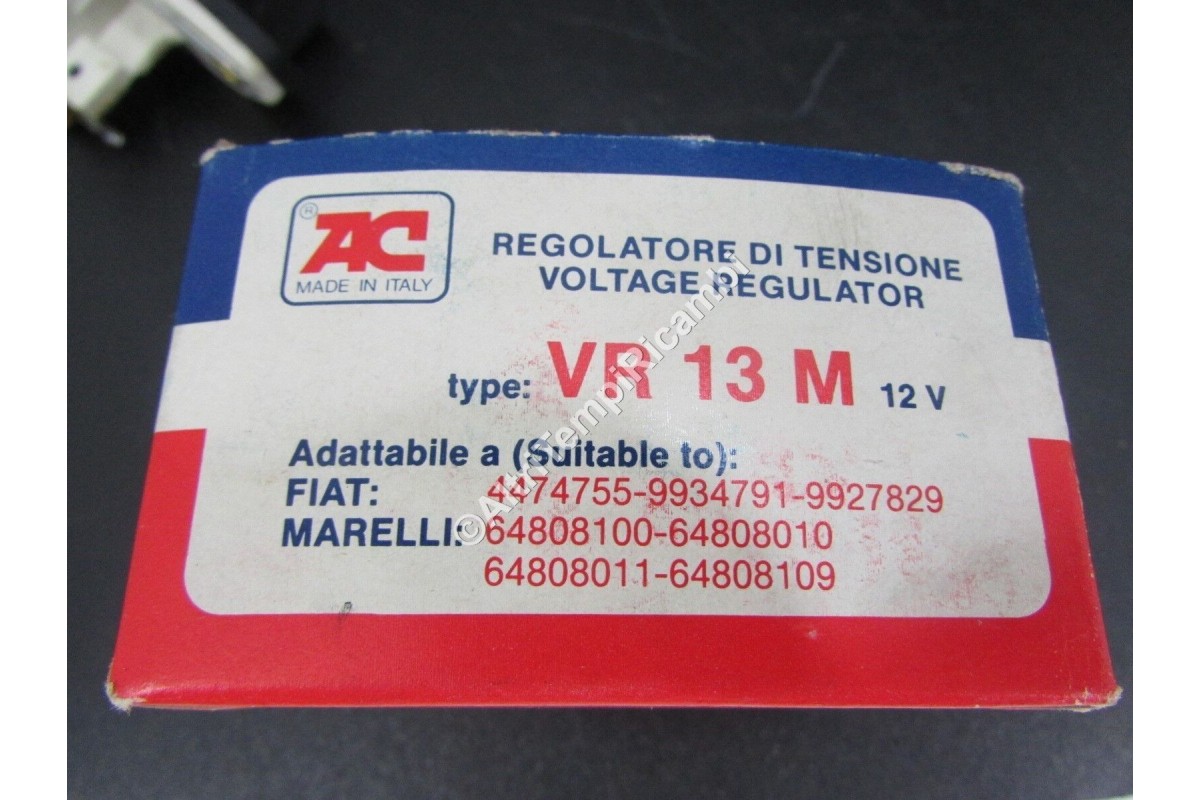 ® AC
MADE IN ITALY
REGOLATORE DI TENSIONE
VOLTAGE REGULATOR
type: VR 13 M 12 V
Adattabile a (Suitable to):
FIAT: 4474755-9934791-9927829
MARELLI: 64808100-64808010
64808011-64808109
©AltriTempiRicambi